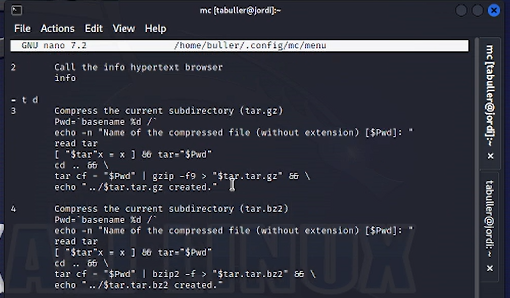 mc [tabuller@jordi]:~
File Actions Edit View Help
GNU nano 7.2 /home/buller/.config/mc/menu
2 Call the info hypertext browser
info
= t d
3 Compress the current subdirectory (tar.gz)
Pwd=`basename %d /`
echo -n "Name of the compressed file (without extension) [$Pwd]: "
read tar
[ "$tar"x = x ] && tar="$Pwd"
cd .. && \
tar cf - "$Pwd" | gzip -f9 > "$tar.tar.gz" && \
echo "../$tar.tar.gz created."
4 Compress the current subdirectory (tar.bz2)
Pwd=`basename %d /`
echo -n "Name of the compressed file (without extension) [$Pwd]: "
read tar
[ "$tar"x = x ] && tar="$Pwd"
cd .. && \
tar cf - "$Pwd" | bzip2 -f > "$tar.tar.bz2" && \
echo "../$tar.tar.bz2 created."
mc [tabuller@jordi]:~
tabuller@jordi:~